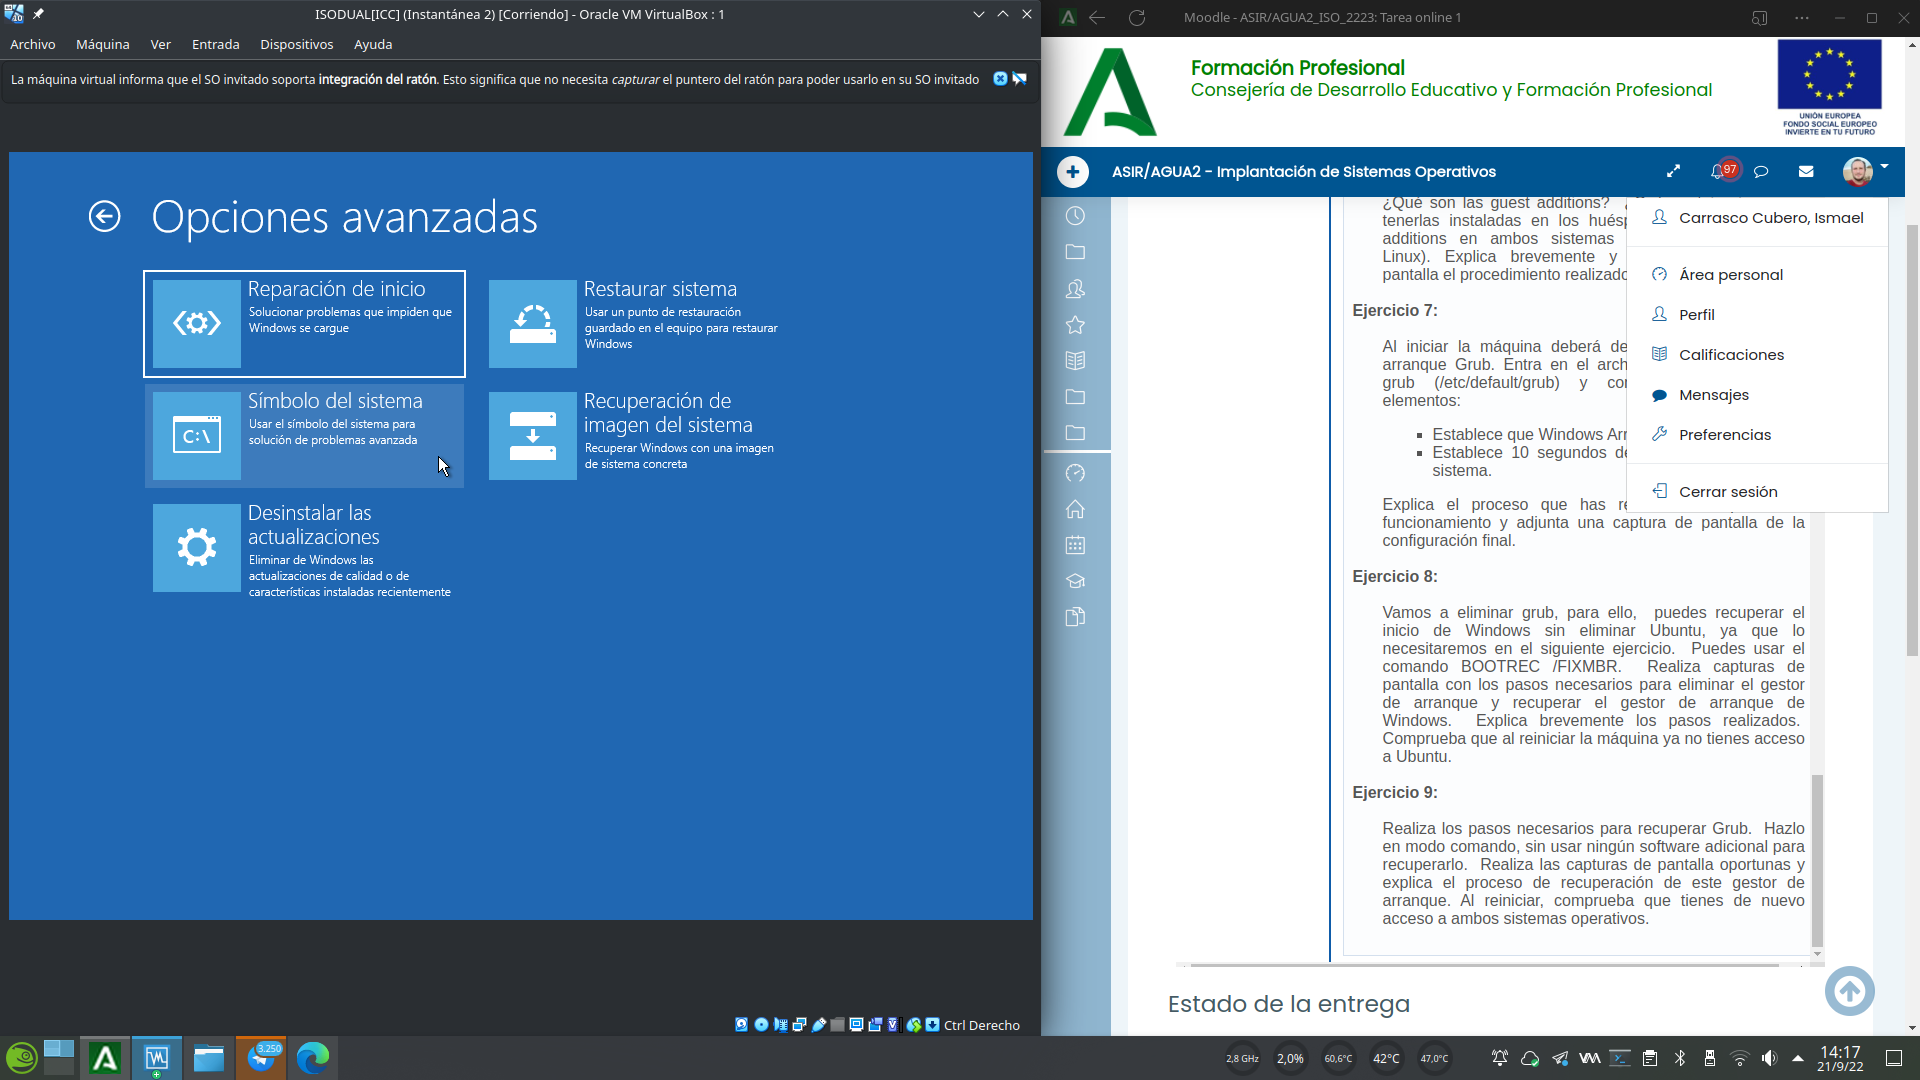 ISODUAL[ICC] (Instantánea 2) [Corriendo] - Oracle VM VirtualBox : 1
Archivo Máquina Ver Entrada Dispositivos Ayuda
La máquina virtual informa que el SO invitado soporta integración del ratón. Esto significa que no necesita capturar el puntero del ratón para poder usarlo en su SO invitado
Opciones avanzadas
Reparación de inicio
Solucionar problemas que impiden que
Windows se cargue
Restaurar sistema
Usar un punto de restauración
guardado en el equipo para restaurar
Windows
Símbolo del sistema
Usar el símbolo del sistema para
solución de problemas avanzada
C:\
Recuperación de
imagen del sistema
Recuperar Windows con una imagen
de sistema concreta
Desinstalar las
actualizaciones
Eliminar de Windows las
actualizaciones de calidad o de
características instaladas recientemente
Ctrl Derecho
Moodle - ASIR/AGUA2_ISO_2223: Tarea online 1
Formación Profesional
Consejería de Desarrollo Educativo y Formación Profesional
UNIÓN EUROPEA
FONDO SOCIAL EUROPEO
INVIERTE EN TU FUTURO
ASIR/AGUA2 - Implantación de Sistemas Operativos
97
¿Qué son las guest additions?
tenerlas instaladas en los huésp
additions en ambos sistemas
Linux). Explica brevemente y
pantalla el procedimiento realizado
Ejercicio 7:
Al iniciar la máquina deberá de
arranque Grub. Entra en el arch
grub (/etc/default/grub) y con
elementos:
Establece que Windows Arr
Establece 10 segundos de
sistema.
Explica el proceso que has re
funcionamiento y adjunta una captura de pantalla de la
configuración final.
Carrasco Cubero, Ismael
Área personal
Perfil
Calificaciones
Mensajes
Preferencias
Cerrar sesión
Ejercicio 8:
Vamos a eliminar grub, para ello, puedes recuperar el
inicio de Windows sin eliminar Ubuntu, ya que lo
necesitaremos en el siguiente ejercicio. Puedes usar el
comando BOOTREC /FIXMBR. Realiza capturas de
pantalla con los pasos necesarios para eliminar el gestor
de arranque y recuperar el gestor de arranque de
Windows. Explica brevemente los pasos realizados.
Comprueba que al reiniciar la máquina ya no tienes acceso
a Ubuntu.
Ejercicio 9:
Realiza los pasos necesarios para recuperar Grub. Hazlo
en modo comando, sin usar ningún software adicional para
recuperarlo. Realiza las capturas de pantalla oportunas y
explica el proceso de recuperación de este gestor de
arranque. Al reiniciar, comprueba que tienes de nuevo
acceso a ambos sistemas operativos.
Estado de la entrega
3.250
2,8 GHz 2,0% 60,6°C 42°C 47,0°C
14:17
21/9/22